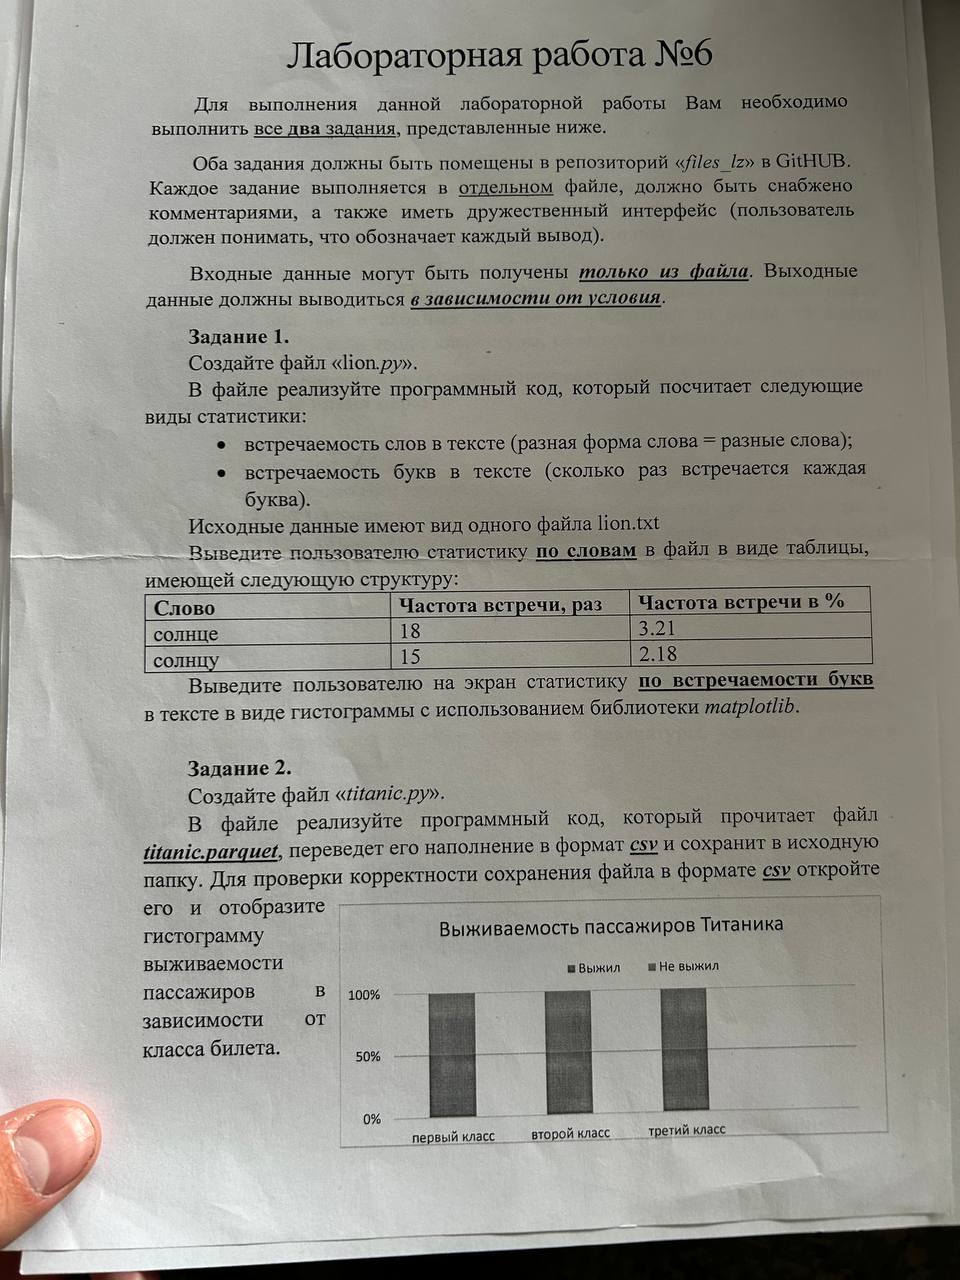 Лабораторная работа №6
Для выполнения данной лабораторной работы Вам необходимо
выполнить все два задания, представленные ниже.
Оба задания должны быть помещены в репозиторий «files_lz» в GitHUB.
Каждое задание выполняется в отдельном файле, должно быть снабжено
комментариями, а также иметь дружественный интерфейс (пользователь
должен понимать, что обозначает каждый вывод).
Входные данные могут быть получены только из файла. Выходные
данные должны выводиться в зависимости от условия.
Задание 1.
Создайте файл «lion.py».
В файле реализуйте программный код, который посчитает следующие
виды статистики:
• встречаемость слов в тексте (разная форма слова = разные слова);
• встречаемость букв в тексте (сколько раз встречается каждая
буква).
Исходные данные имеют вид одного файла lion.txt
Выведите пользователю статистику по словам в файл в виде таблицы,
имеющей следующую структуру:
Слово Частота встречи, раз Частота встречи в %
солнце 18 3.21
солнцу 15 2.18
Выведите пользователю на экран статистику по встречаемости букв
в тексте в виде гистограммы с использованием библиотеки matplotlib.
Задание 2.
Создайте файл «titanic.py».
В файле реализуйте программный код, который прочитает файл
titanic.parquet, переведет его наполнение в формат csv и сохранит в исходную
папку. Для проверки корректности сохранения файла в формате csv откройте
его и отобразите
гистограмму
выживаемости
пассажиров в
зависимости от
класса билета.
Выживаемость пассажиров Титаника
Выжил Не выжил
100%
50%
0%
первый класс второй класс третий класс